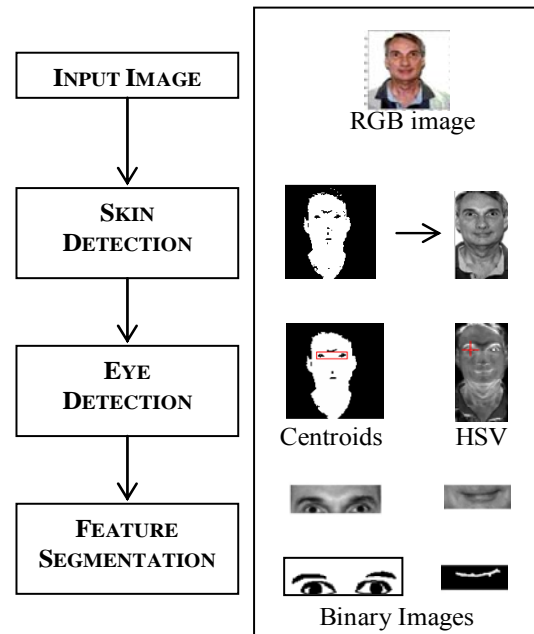 INPUT IMAGE
RGB image
SKIN
DETECTION
EYE
DETECTION
Centroids HSV
FEATURE
SEGMENTATION
Binary Images